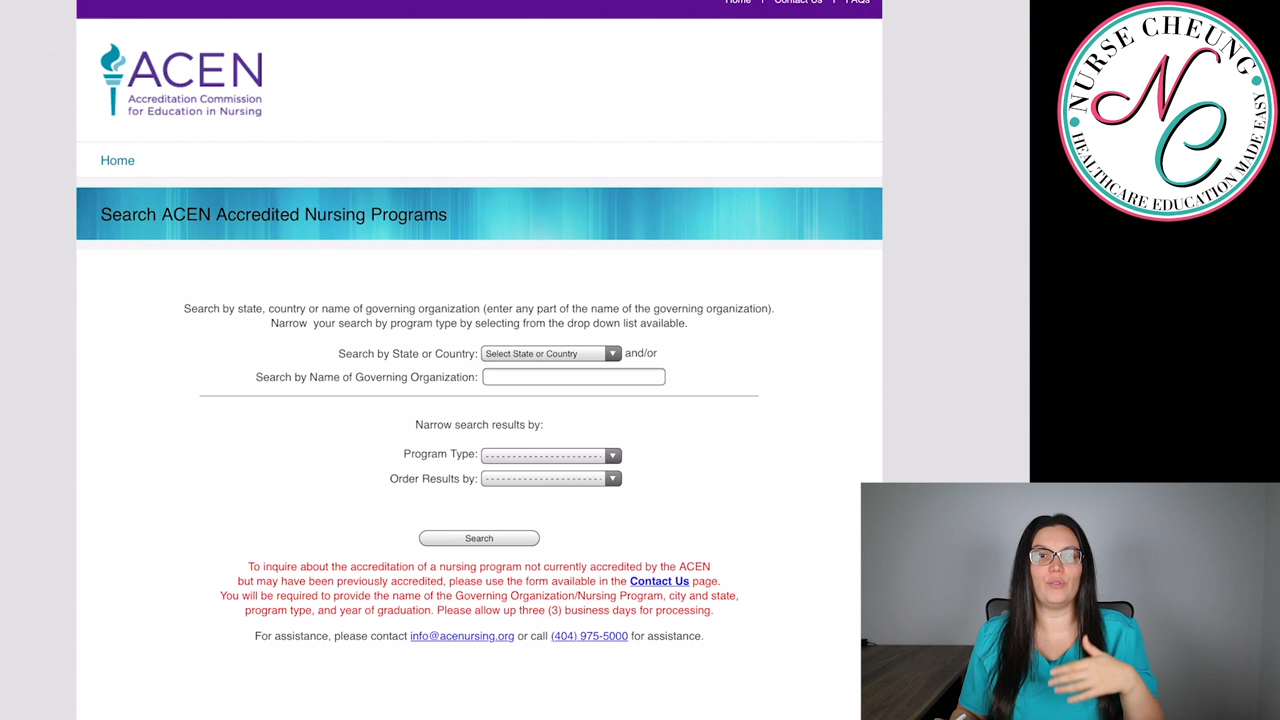 Home | Contact Us | FAQs
ACEN
Accreditation Commission
for Education in Nursing
NURSE CHEUNG
NC
HEALTHCARE EDUCATION MADE EASY
Home
Search ACEN Accredited Nursing Programs
Search by state, country or name of governing organization (enter any part of the name of the governing organization).
Narrow your search by program type by selecting from the drop down list available.
Search by State or Country: Select State or Country and/or
Search by Name of Governing Organization:
Narrow search results by:
Program Type: ---------------------
Order Results by: ---------------------
Search
To inquire about the accreditation of a nursing program not currently accredited by the ACEN
but may have been previously accredited, please use the form available in the Contact Us page.
You will be required to provide the name of the Governing Organization/Nursing Program, city and state,
program type, and year of graduation. Please allow up three (3) business days for processing.
For assistance, please contact info@acenursing.org or call (404) 975-5000 for assistance.